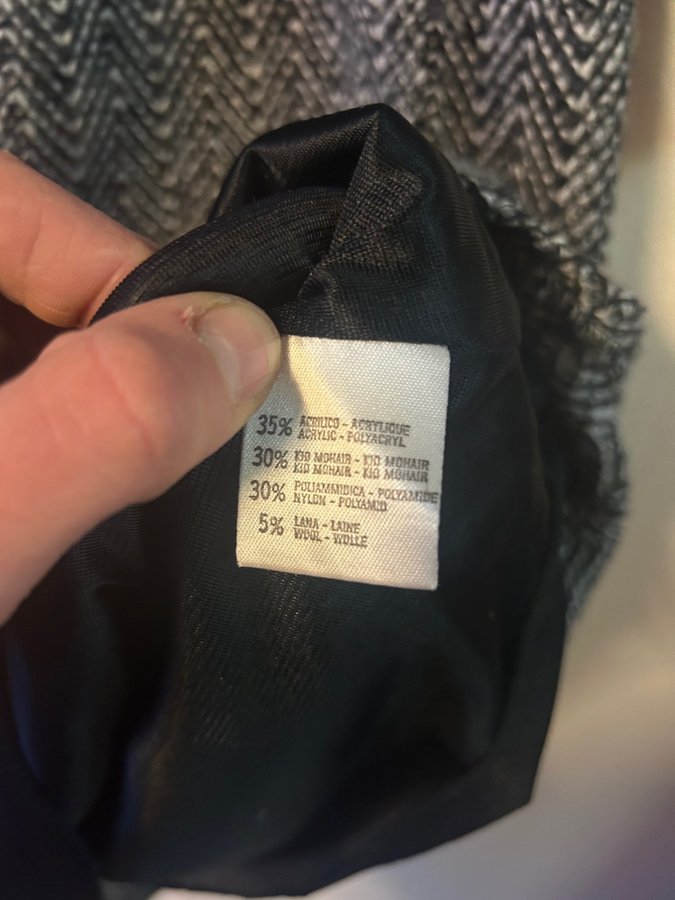 35% ACRILICO - ACRYLIQUE
ACRYLIC - POLYACRYL
30% KID MOHAIR - KID MOHAIR
KID MOHAIR - KID MOHAIR
30% POLIAMMIDICA - POLYAMIDE
NYLON - POLYAMID
5% LANA - LAINE
WOOL - WOLLE